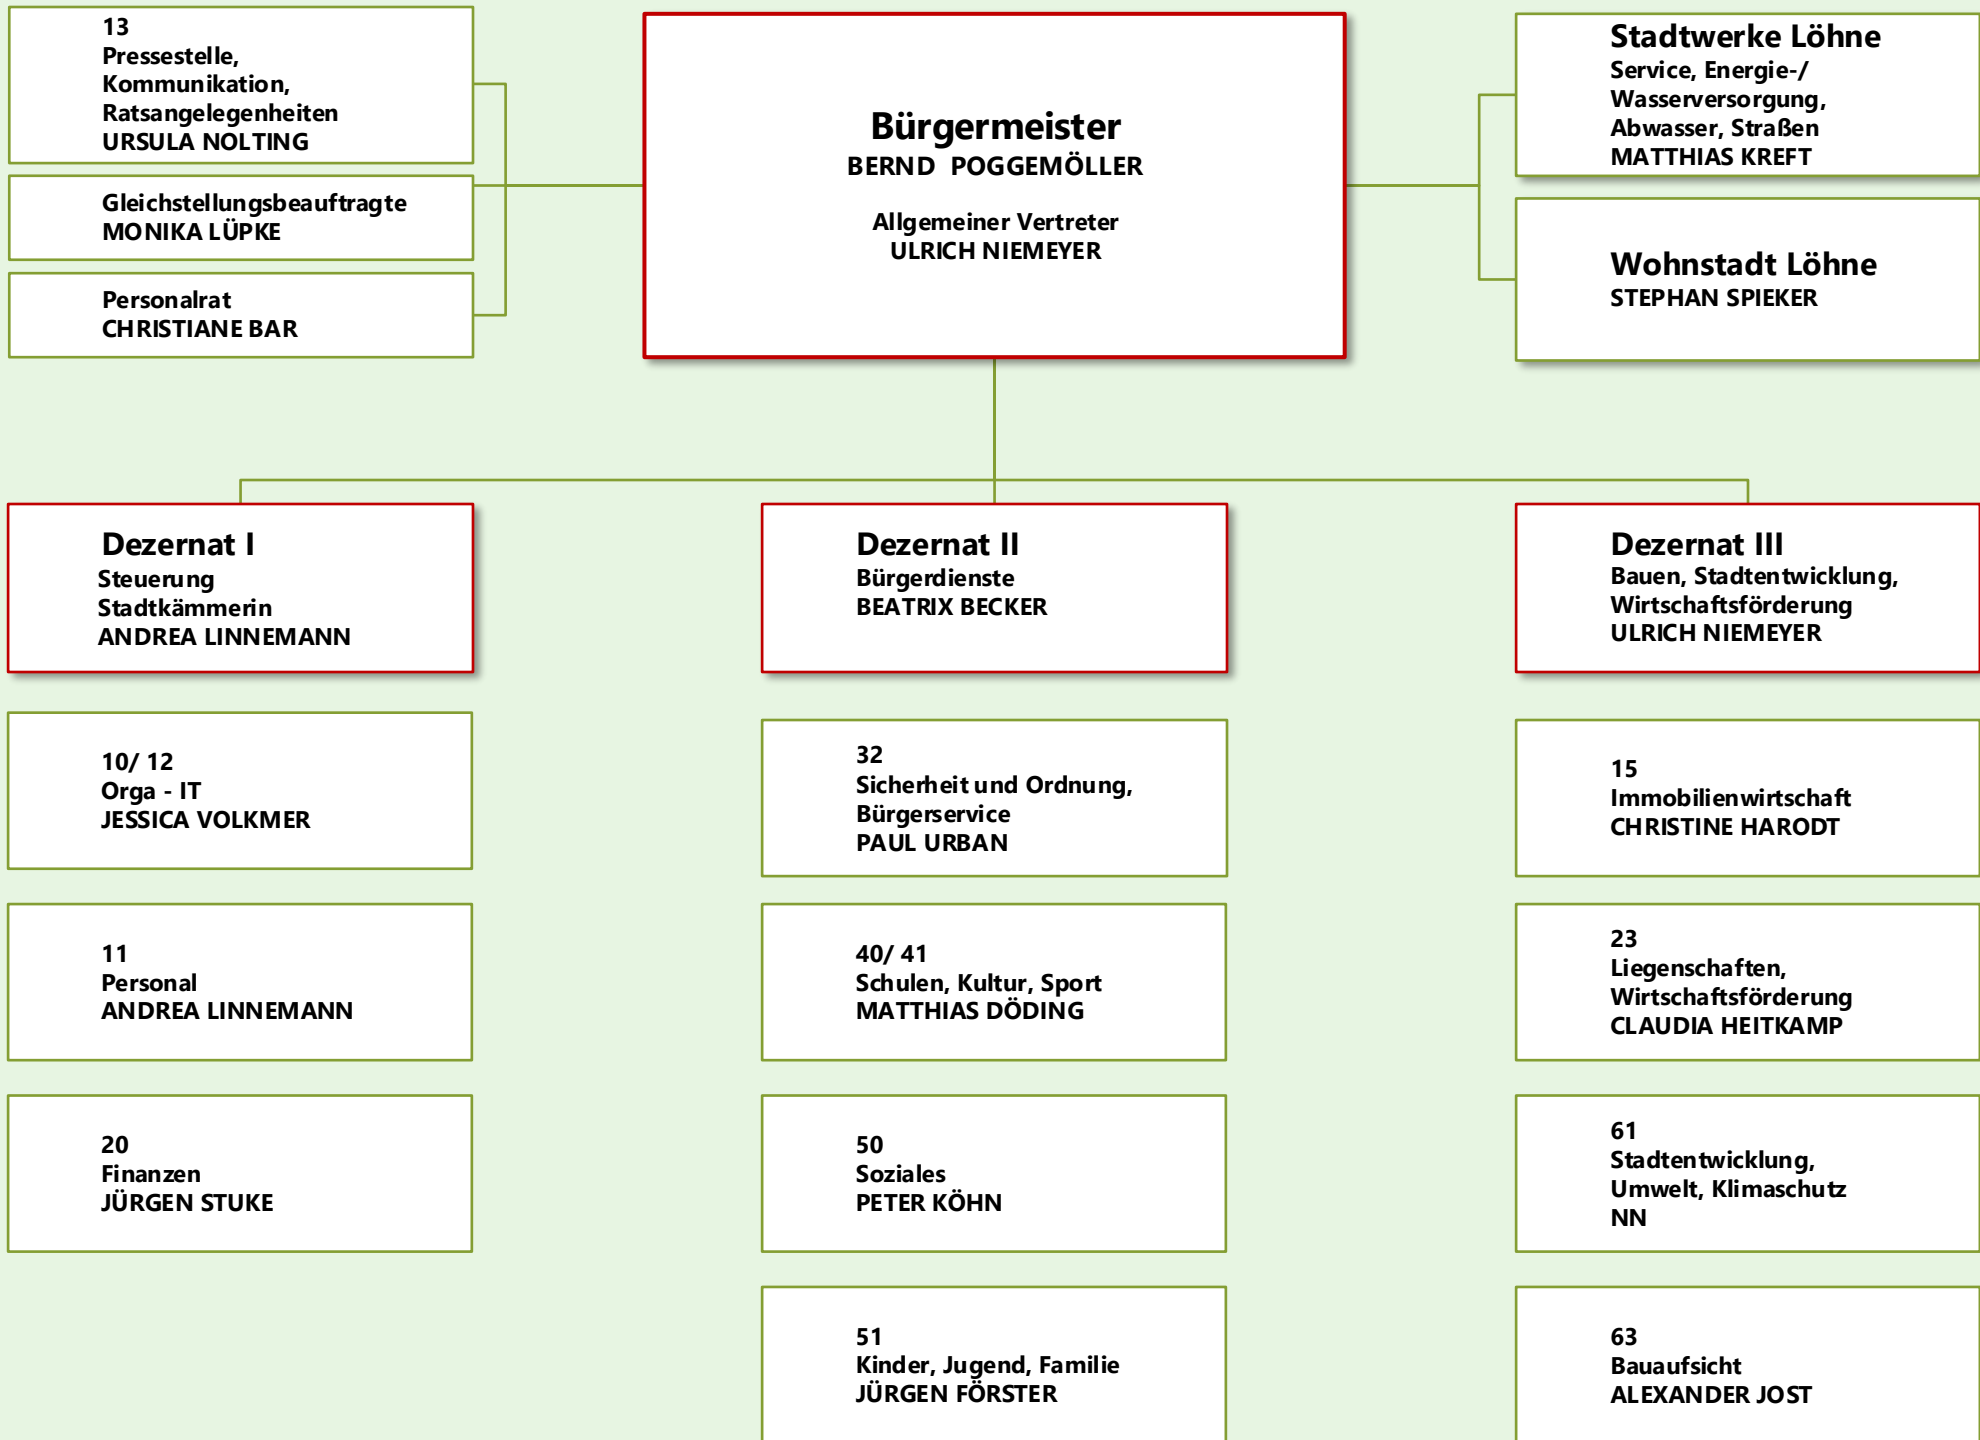 13
Pressestelle,
Kommunikation,
Ratsangelegenheiten
URSULA NOLTING
Gleichstellungsbeauftragte
MONIKA LÜPKE
Personalrat
CHRISTIANE BAR
Bürgermeister
BERND POGGEMÖLLER
Allgemeiner Vertreter
ULRICH NIEMEYER
Stadtwerke Löhne
Service, Energie-/
Wasserversorgung,
Abwasser, Straßen
MATTHIAS KREFT
Wohnstadt Löhne
STEPHAN SPIEKER
Dezernat I
Steuerung
Stadtkämmerin
ANDREA LINNEMANN
10/ 12
Orga - IT
JESSICA VOLKMER
11
Personal
ANDREA LINNEMANN
20
Finanzen
JÜRGEN STUKE
Dezernat II
Bürgerdienste
BEATRIX BECKER
32
Sicherheit und Ordnung,
Bürgerservice
PAUL URBAN
40/ 41
Schulen, Kultur, Sport
MATTHIAS DÖDING
50
Soziales
PETER KÖHN
51
Kinder, Jugend, Familie
JÜRGEN FÖRSTER
Dezernat III
Bauen, Stadtentwicklung,
Wirtschaftsförderung
ULRICH NIEMEYER
15
Immobilienwirtschaft
CHRISTINE HARODT
23
Liegenschaften,
Wirtschaftsförderung
CLAUDIA HEITKAMP
61
Stadtentwicklung,
Umwelt, Klimaschutz
NN
63
Bauaufsicht
ALEXANDER JOST